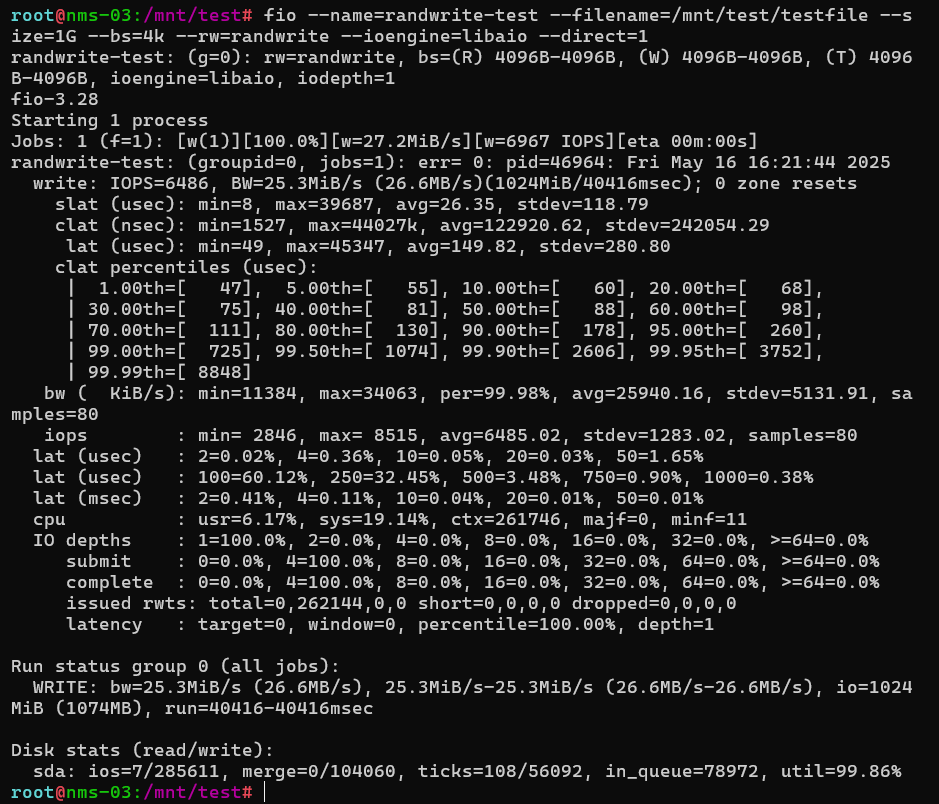 root@nms-03:/mnt/test# fio --name=randwrite-test --filename=/mnt/test/testfile --s
ize=1G --bs=4k --rw=randwrite --ioengine=libaio --direct=1
randwrite-test: (g=0): rw=randwrite, bs=(R) 4096B-4096B, (W) 4096B-4096B, (T) 4096
B-4096B, ioengine=libaio, iodepth=1
fio-3.28
Starting 1 process
Jobs: 1 (f=1): [w(1)][100.0%][w=27.2MiB/s][w=6967 IOPS][eta 00m:00s]
randwrite-test: (groupid=0, jobs=1): err= 0: pid=46964: Fri May 16 16:21:44 2025
  write: IOPS=6486, BW=25.3MiB/s (26.6MB/s)(1024MiB/40416msec); 0 zone resets
    slat (usec): min=8, max=39687, avg=26.35, stdev=118.79
    clat (nsec): min=1527, max=44027k, avg=122920.62, stdev=242054.29
     lat (usec): min=49, max=45347, avg=149.82, stdev=280.80
    clat percentiles (usec):
     |  1.00th=[   47],  5.00th=[   55], 10.00th=[   60], 20.00th=[   68],
     | 30.00th=[   75], 40.00th=[   81], 50.00th=[   88], 60.00th=[   98],
     | 70.00th=[  111], 80.00th=[  130], 90.00th=[  178], 95.00th=[  260],
     | 99.00th=[  725], 99.50th=[ 1074], 99.90th=[ 2606], 99.95th=[ 3752],
     | 99.99th=[ 8848]
   bw (  KiB/s): min=11384, max=34063, per=99.98%, avg=25940.16, stdev=5131.91, sa
mples=80
   iops        : min= 2846, max= 8515, avg=6485.02, stdev=1283.02, samples=80
  lat (usec)   : 2=0.02%, 4=0.36%, 10=0.05%, 20=0.03%, 50=1.65%
  lat (usec)   : 100=60.12%, 250=32.45%, 500=3.48%, 750=0.90%, 1000=0.38%
  lat (msec)   : 2=0.41%, 4=0.11%, 10=0.04%, 20=0.01%, 50=0.01%
  cpu          : usr=6.17%, sys=19.14%, ctx=261746, majf=0, minf=11
  IO depths    : 1=100.0%, 2=0.0%, 4=0.0%, 8=0.0%, 16=0.0%, 32=0.0%, >=64=0.0%
     submit    : 0=0.0%, 4=100.0%, 8=0.0%, 16=0.0%, 32=0.0%, 64=0.0%, >=64=0.0%
     complete  : 0=0.0%, 4=100.0%, 8=0.0%, 16=0.0%, 32=0.0%, 64=0.0%, >=64=0.0%
     issued rwts: total=0,262144,0,0 short=0,0,0,0 dropped=0,0,0,0
     latency   : target=0, window=0, percentile=100.00%, depth=1

Run status group 0 (all jobs):
  WRITE: bw=25.3MiB/s (26.6MB/s), 25.3MiB/s-25.3MiB/s (26.6MB/s-26.6MB/s), io=1024
MiB (1074MB), run=40416-40416msec

Disk stats (read/write):
  sda: ios=7/285611, merge=0/104060, ticks=108/56092, in_queue=78972, util=99.86%
root@nms-03:/mnt/test#